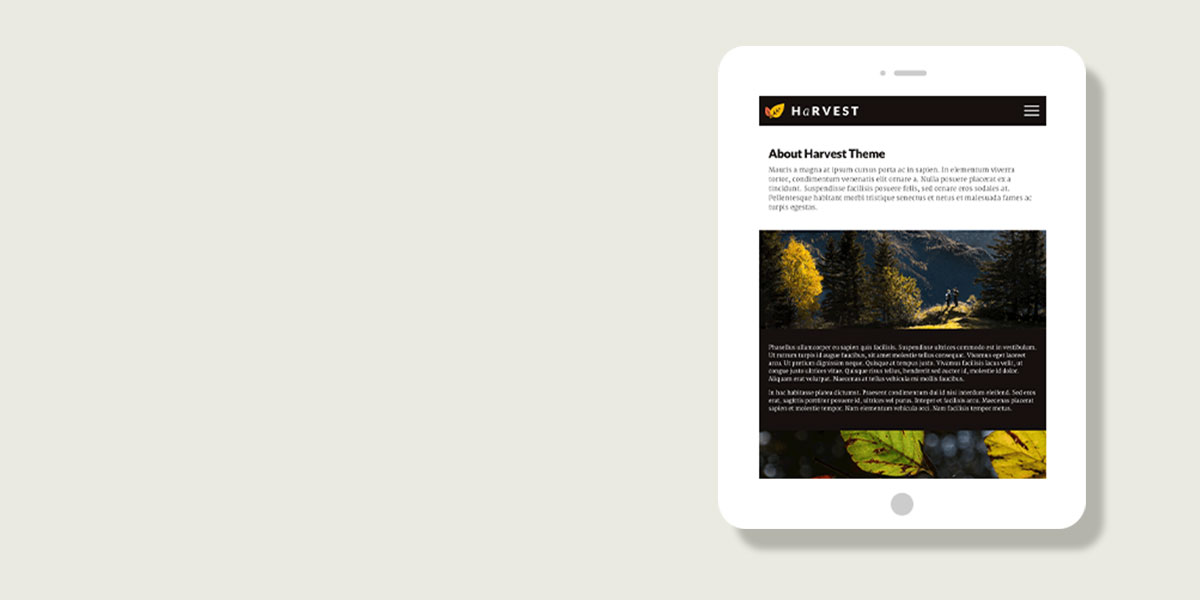 HaRVEST
About Harvest Theme
Mauris a magna at ipsum cursus porta ac in sapien. In elementum viverra
tortor, condimentum venenatis elit ornare a. Nulla posuere placerat ex a
tincidunt. Suspendisse facilisis posuere felis, sed ornare eros sodales at.
Pellentesque habitant morbi tristique senectus et netus et malesuada fames ac
turpis egestas.
Phasellus ullamcorper eu sapien quis facilisis. Suspendisse ultrices commodo est in vestibulum.
Ut rutrum turpis id augue faucibus, sit amet molestie tellus consequat. Vivamus eget laoreet
arcu. Ut pretium dignissim neque. Quisque at tempus justo. Vivamus facilisis lacus velit, ut
congue justo ultrices vitae. Quisque risus tellus, hendrerit sed auctor id, molestie id dolor.
Aliquam erat volutpat. Maecenas at tellus vehicula mi mollis faucibus.
In hac habitasse platea dictumst. Praesent condimentum dui id nisi interdum eleifend. Sed eros
erat, sagittis porttitor posuere id, ultrices vel purus. Integer et facilisis arcu. Maecenas placerat
sapien et molestie tempor. Nam elementum vehicula orci. Nam facilisis tempor metus.